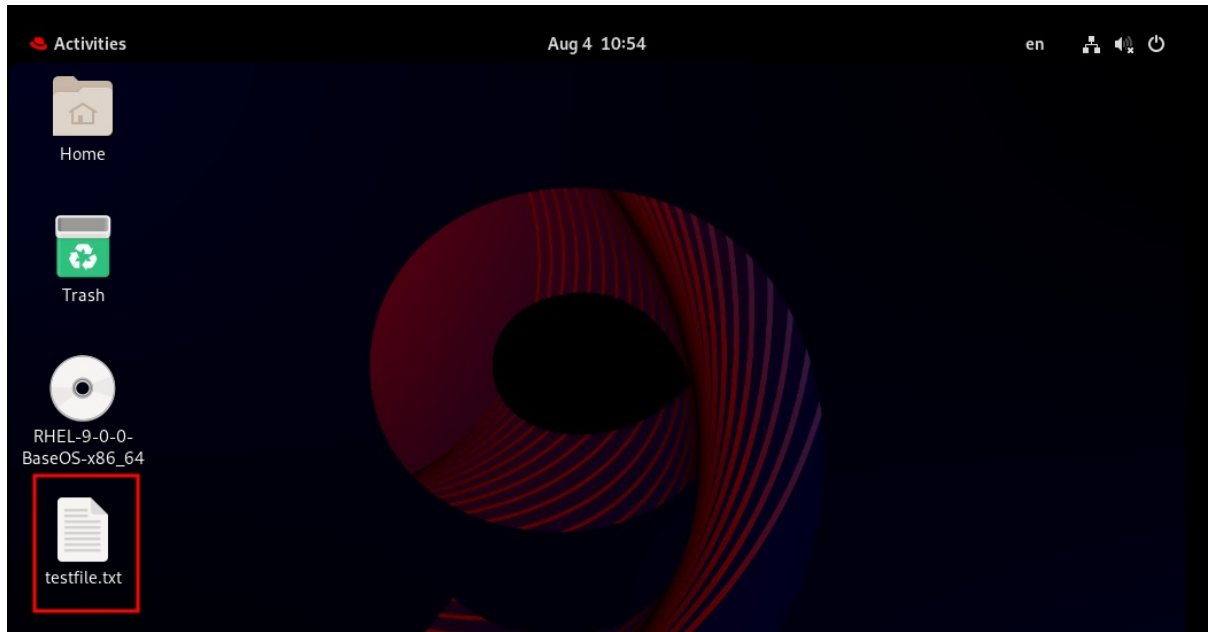 Activities
Aug 4 10:54
en
Home
Trash
RHEL-9-0-0-
BaseOS-x86_64
testfile.txt